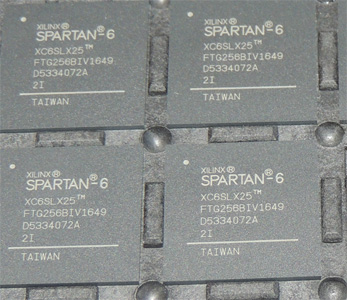 XILINX®
SPARTAN®-6
XC6SLX25™
FTG256BIV1649
D5334072A
2I
TAIWAN
XILINX®
SPARTAN®-6
XC6SLX25™
FTG256BIV1649
D5334072A
2I
TAIWAN
XILINX®
SPARTAN®-6
XC6SLX25™
FTG256BIV1649
D5334072A
2I
TAIWAN
XILINX®
SPARTAN®-6
XC6SLX25™
FTG256BIV1649
D5334072A
2I
TAIWAN